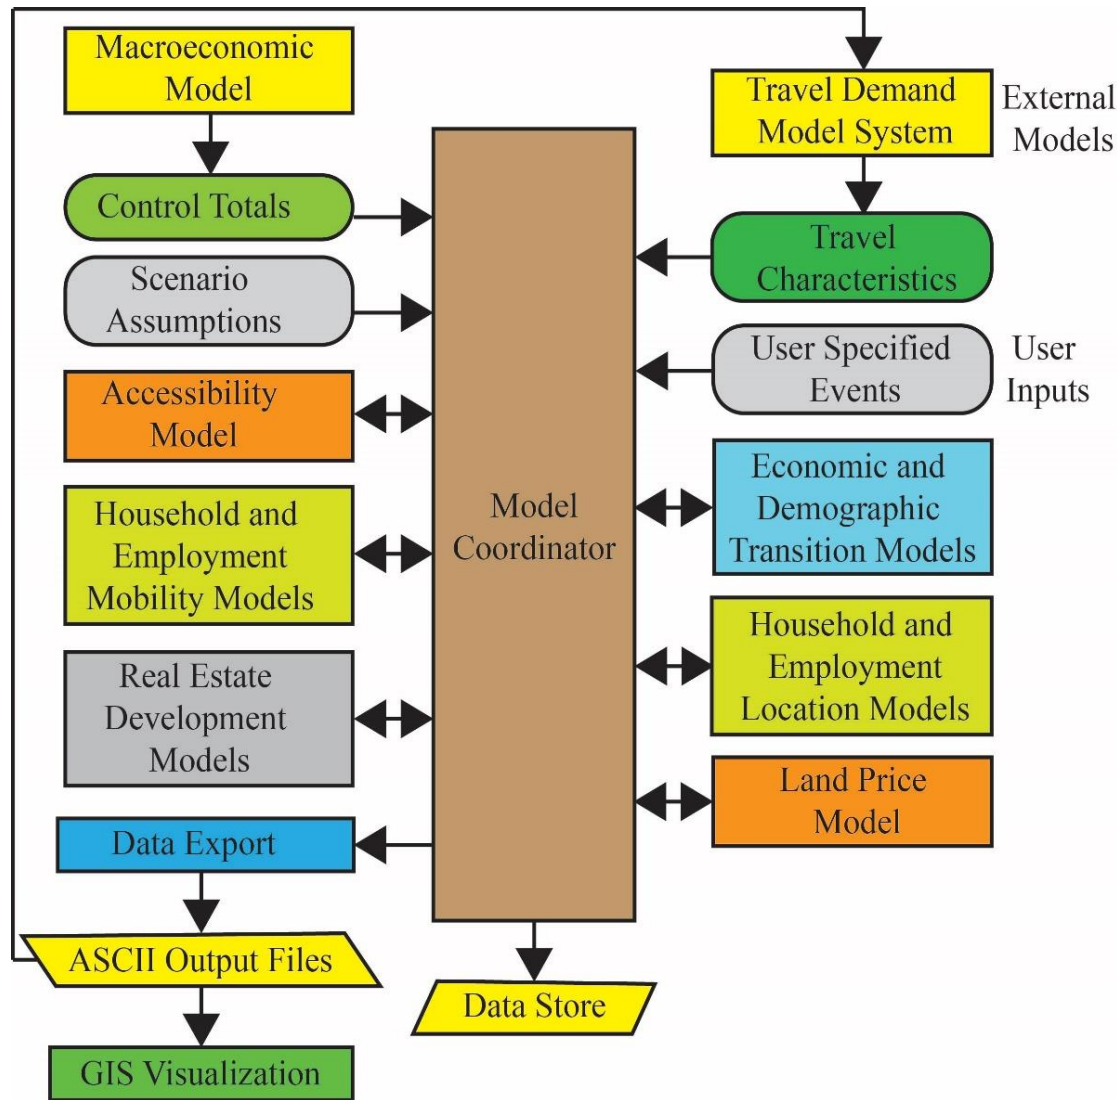 Macroeconomic
Model
Travel Demand
Model System
External
Models
Control Totals
Travel
Characteristics
Scenario
Assumptions
User Specified
Events
User
Inputs
Accessibility
Model
Economic and
Demographic
Transition Models
Household and
Employment
Mobility Models
Model
Coordinator
Household and
Employment
Location Models
Real Estate
Development
Models
Land Price
Model
Data Export
ASCII Output Files
Data Store
GIS Visualization